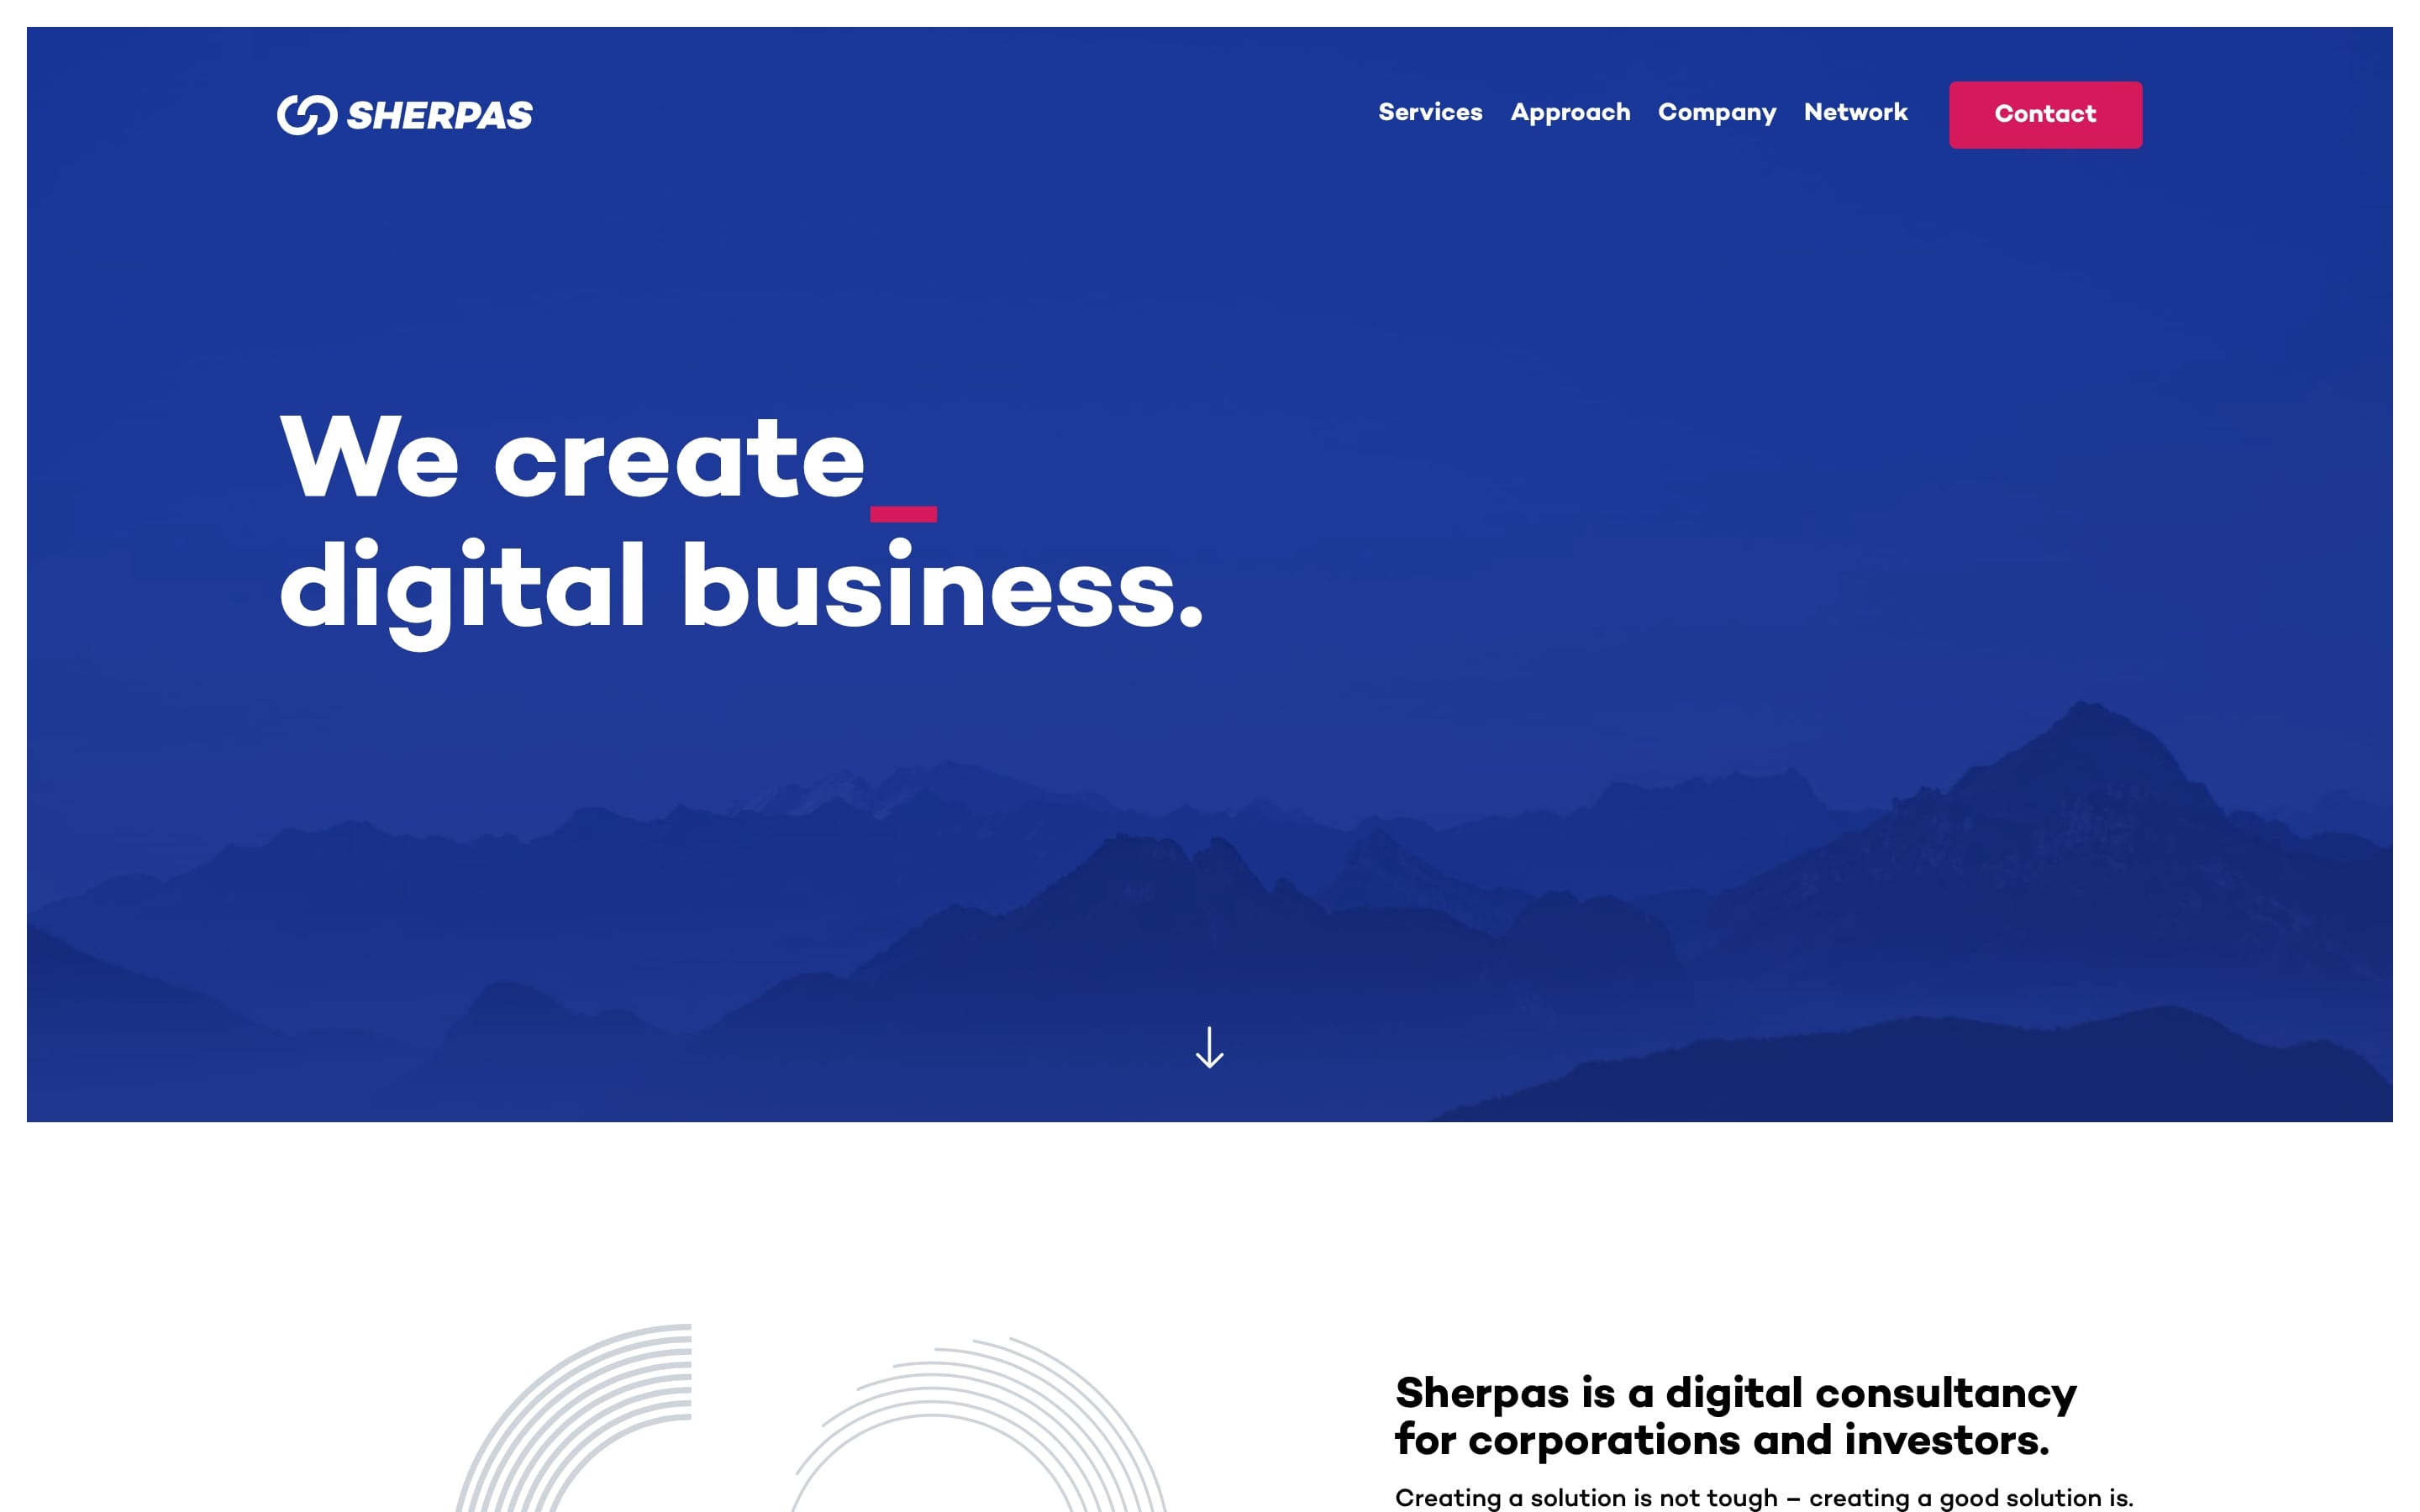 SHERPAS
Services Approach Company Network Contact
We create_
digital business.
Sherpas is a digital consultancy
for corporations and investors.
Creating a solution is not tough – creating a good solution is.